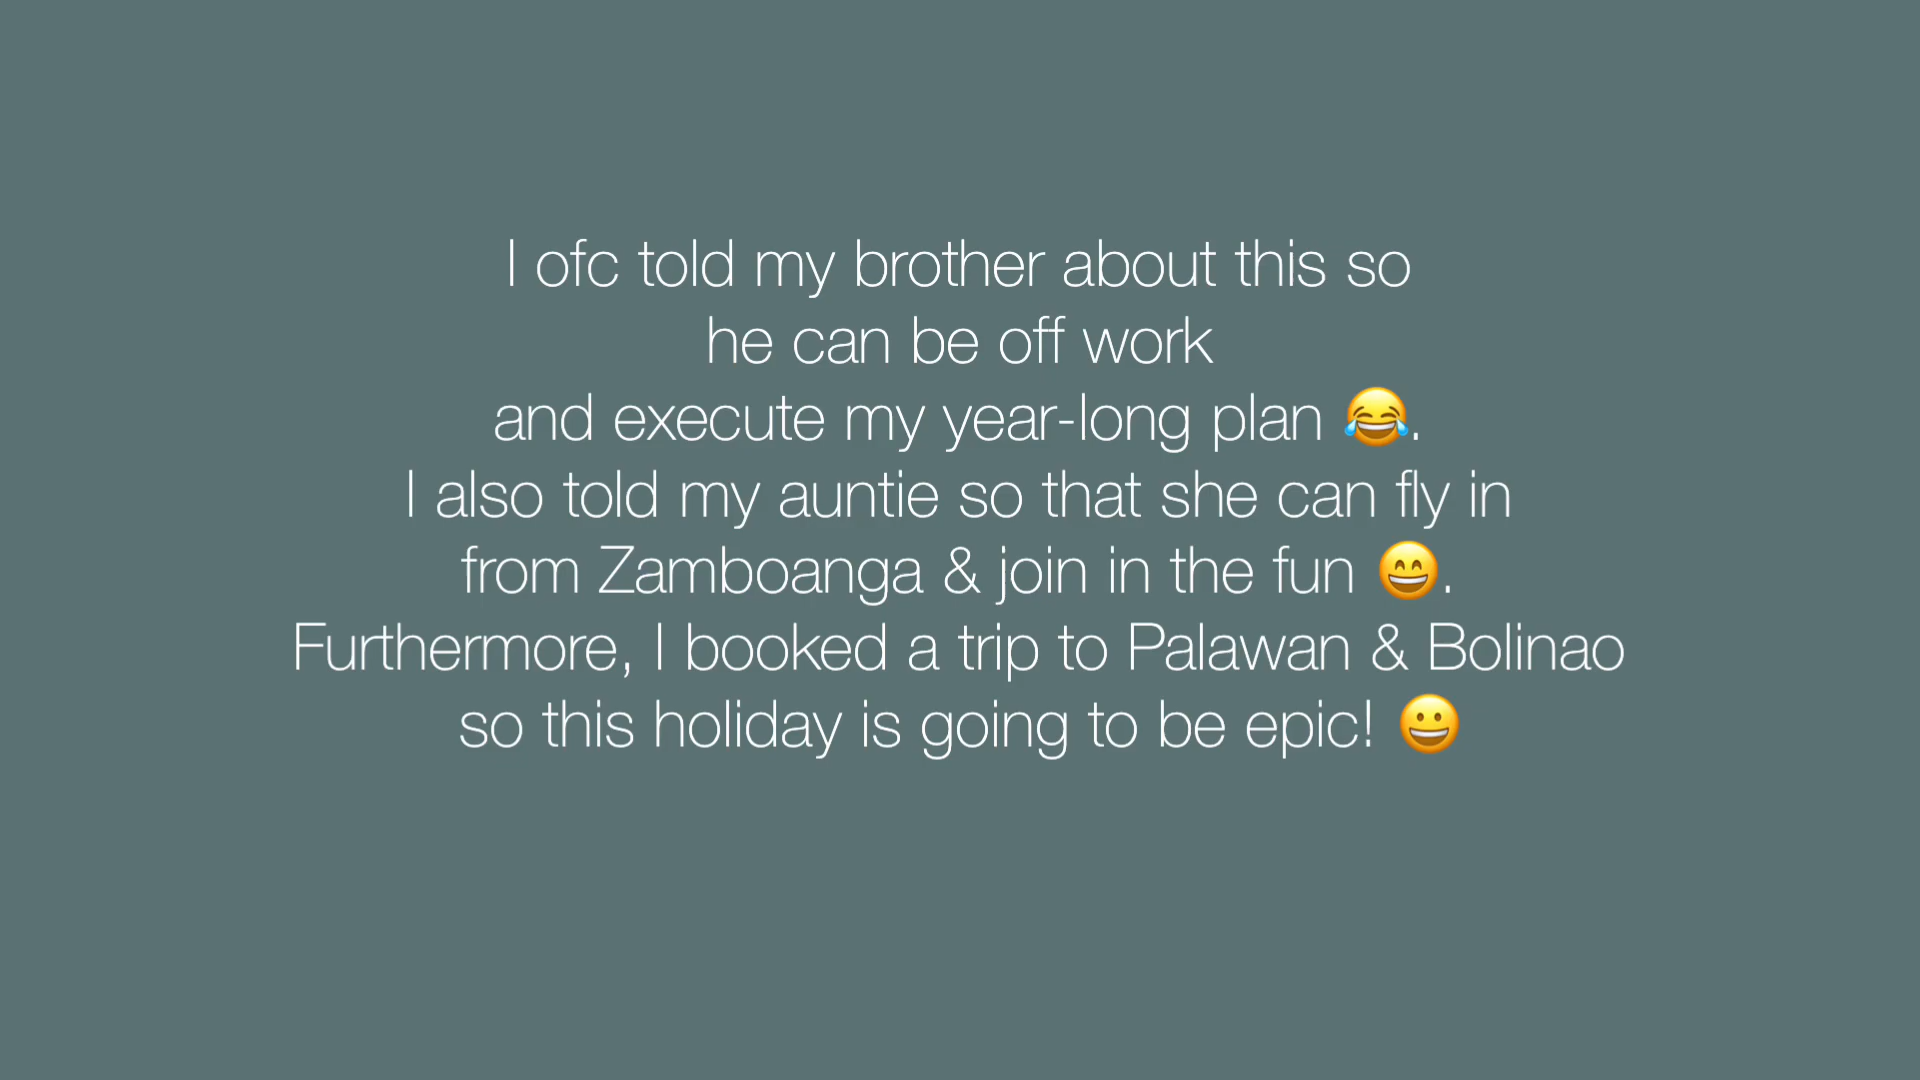 I ofc told my brother about this so
he can be off work
and execute my year-long plan 😂.
I also told my auntie so that she can fly in
from Zamboanga & join in the fun 😄.
Furthermore, I booked a trip to Palawan & Bolinao
so this holiday is going to be epic! 😀